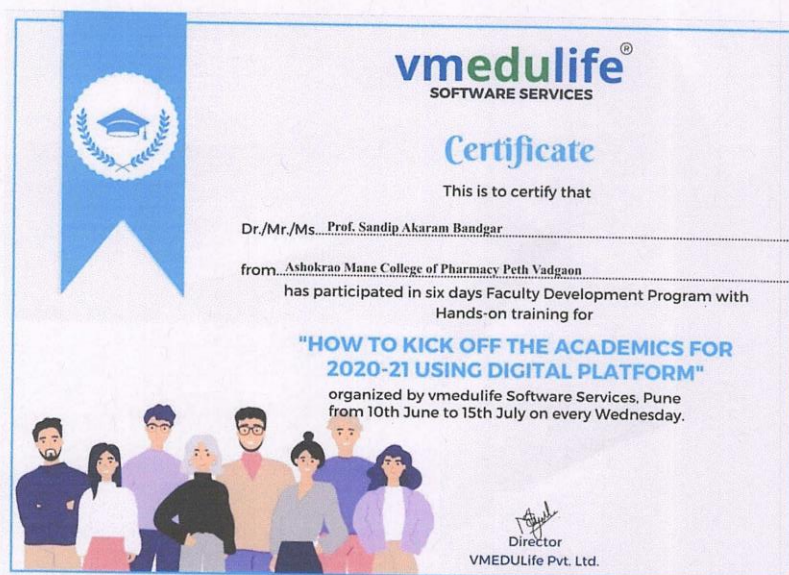 vmedulife®
SOFTWARE SERVICES
Certificate
This is to certify that
Dr./Mr./Ms. Prof. Sandip Akaram Bandgar
from. Ashokrao Mane College of Pharmacy Peth Vadgaon
has participated in six days Faculty Development Program with
Hands-on training for
"HOW TO KICK OFF THE ACADEMICS FOR
2020-21 USING DIGITAL PLATFORM"
organized by vmedulife Software Services, Pune
from 10th June to 15th July on every Wednesday.
Director
VMEDULife Pvt. Ltd.